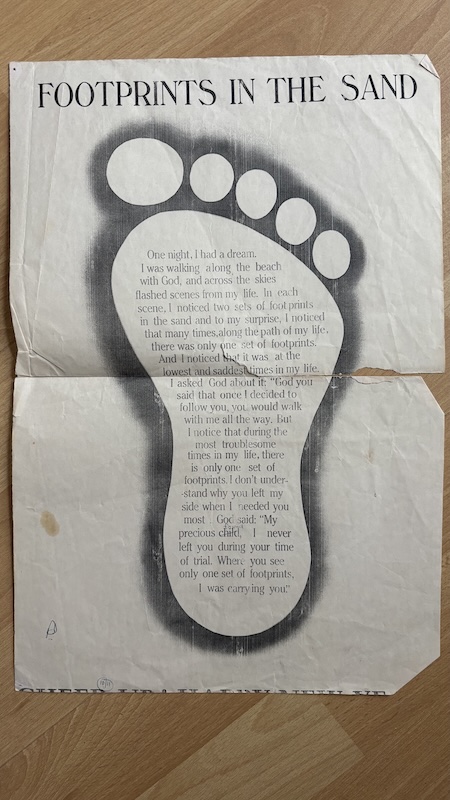 FOOTPRINTS IN THE SAND
One night, I had a dream.
I was walking along the beach
with God, and across the skies
flashed scenes from my life. In each
scene, I noticed two sets of footprints
in the sand and to my surprise, I noticed
that many times,along the path of my life,
there was only one set of footprints.
And I noticed that it was at the
lowest and saddest times in my life.
I asked God about it: "God you
said that once I decided to
follow you, you would walk
with me all the way. But
I notice that during the
most troublesome
times in my life, there
is only one set of
footprints. I don't under-
-stand why you left my
side when I needed you
most . God said: "My
precious child, I never
left you during your time
of trial. Where you see
only one set of footprints,
I was carrying you."